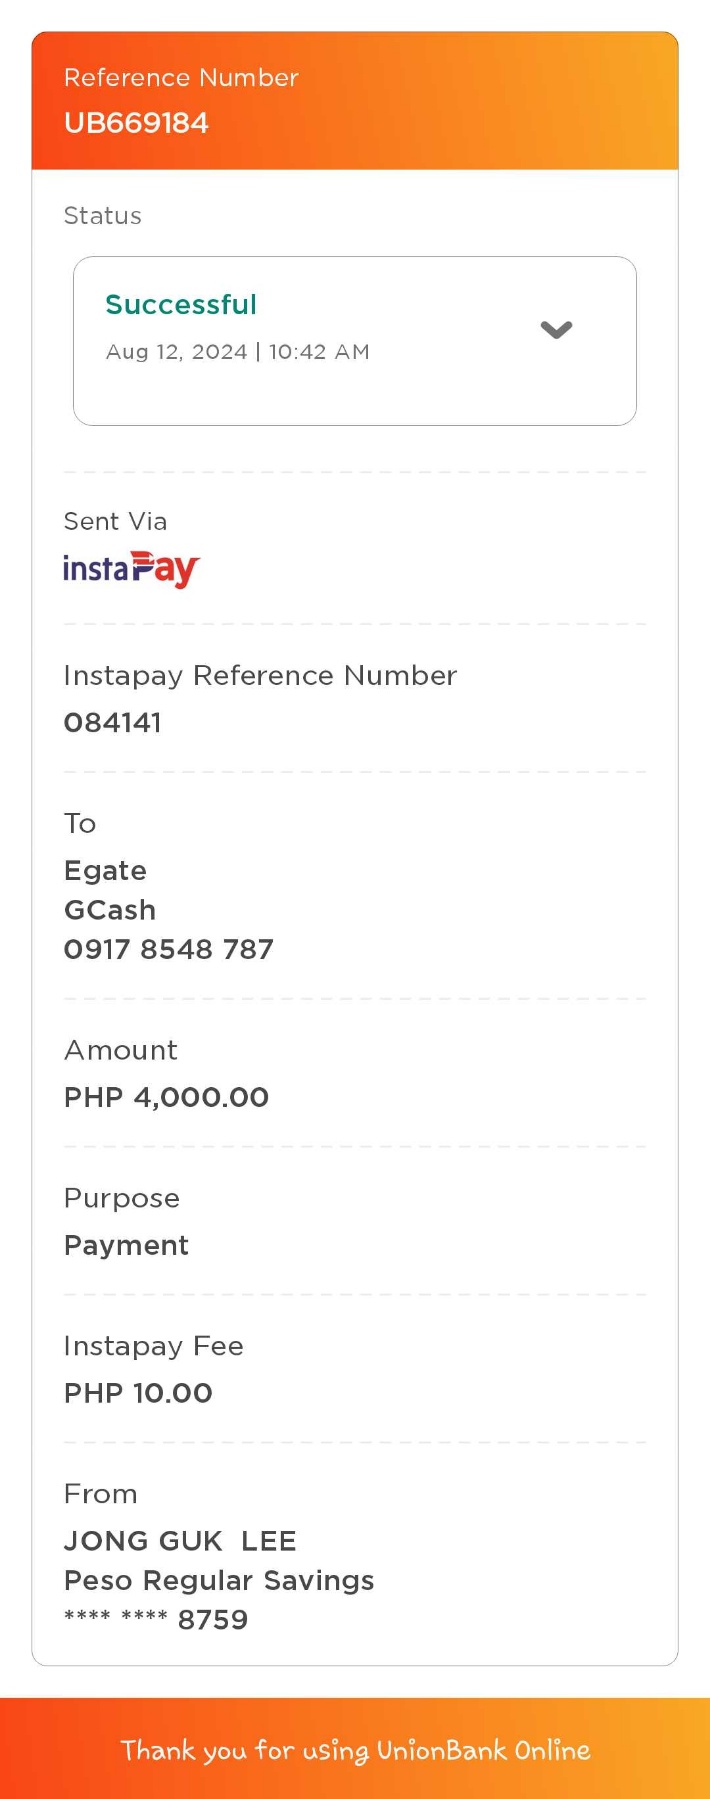 Reference Number
UB669184
Status
Successful
Aug 12, 2024 | 10:42 AM
Sent Via
instaPay
Instapay Reference Number
084141
To
Egate
GCash
0917 8548 787
Amount
PHP 4,000.00
Purpose
Payment
Instapay Fee
PHP 10.00
From
JONG GUK  LEE
Peso Regular Savings
**** **** 8759
Thank you for using UnionBank Online